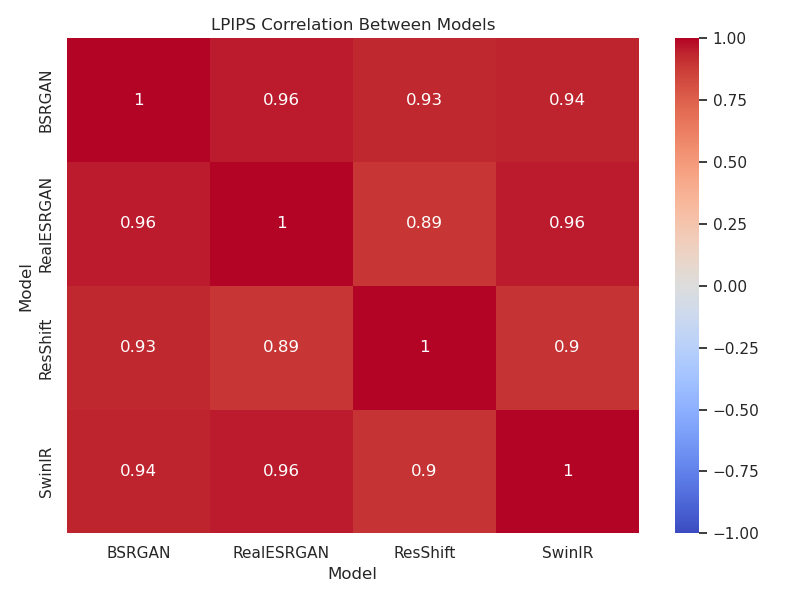 LPIPS Correlation Between Models
BSRGAN 1 0.96 0.93 0.94
RealESRGAN 0.96 1 0.89 0.96
ResShift 0.93 0.89 1 0.9
SwinIR 0.94 0.96 0.9 1
Model
BSRGAN RealESRGAN ResShift SwinIR
Model
1.00
0.75
0.50
0.25
0.00
−0.25
−0.50
−0.75
−1.00